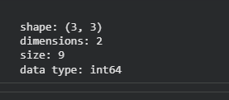 shape: (3, 3)
dimensions: 2
size: 9
data type: int64